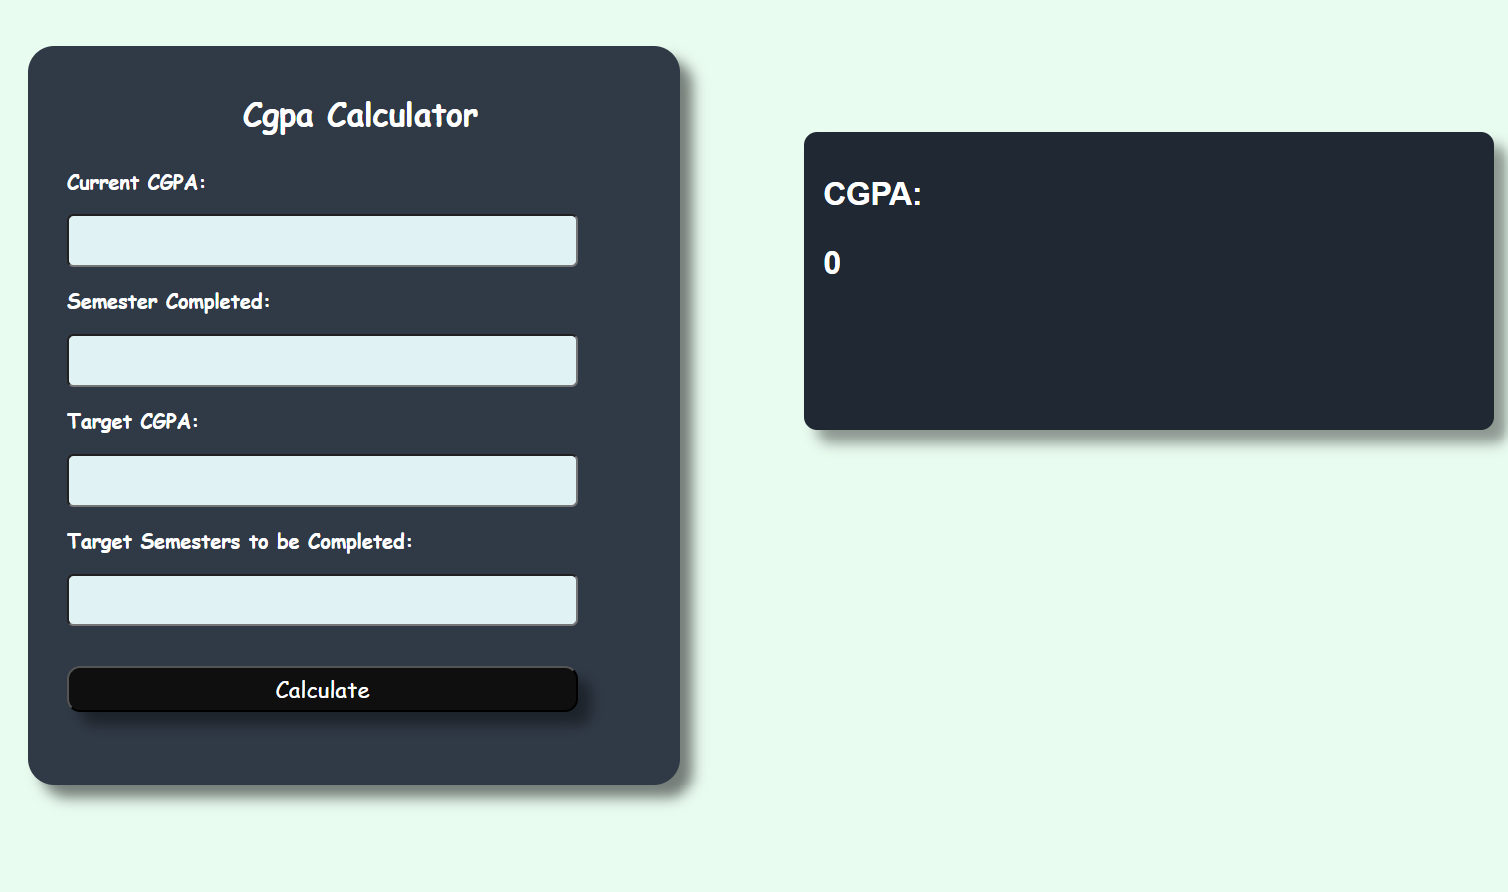 Cgpa Calculator
Current CGPA:
Semester Completed:
Target CGPA:
Target Semesters to be Completed:
Calculate
CGPA:
0